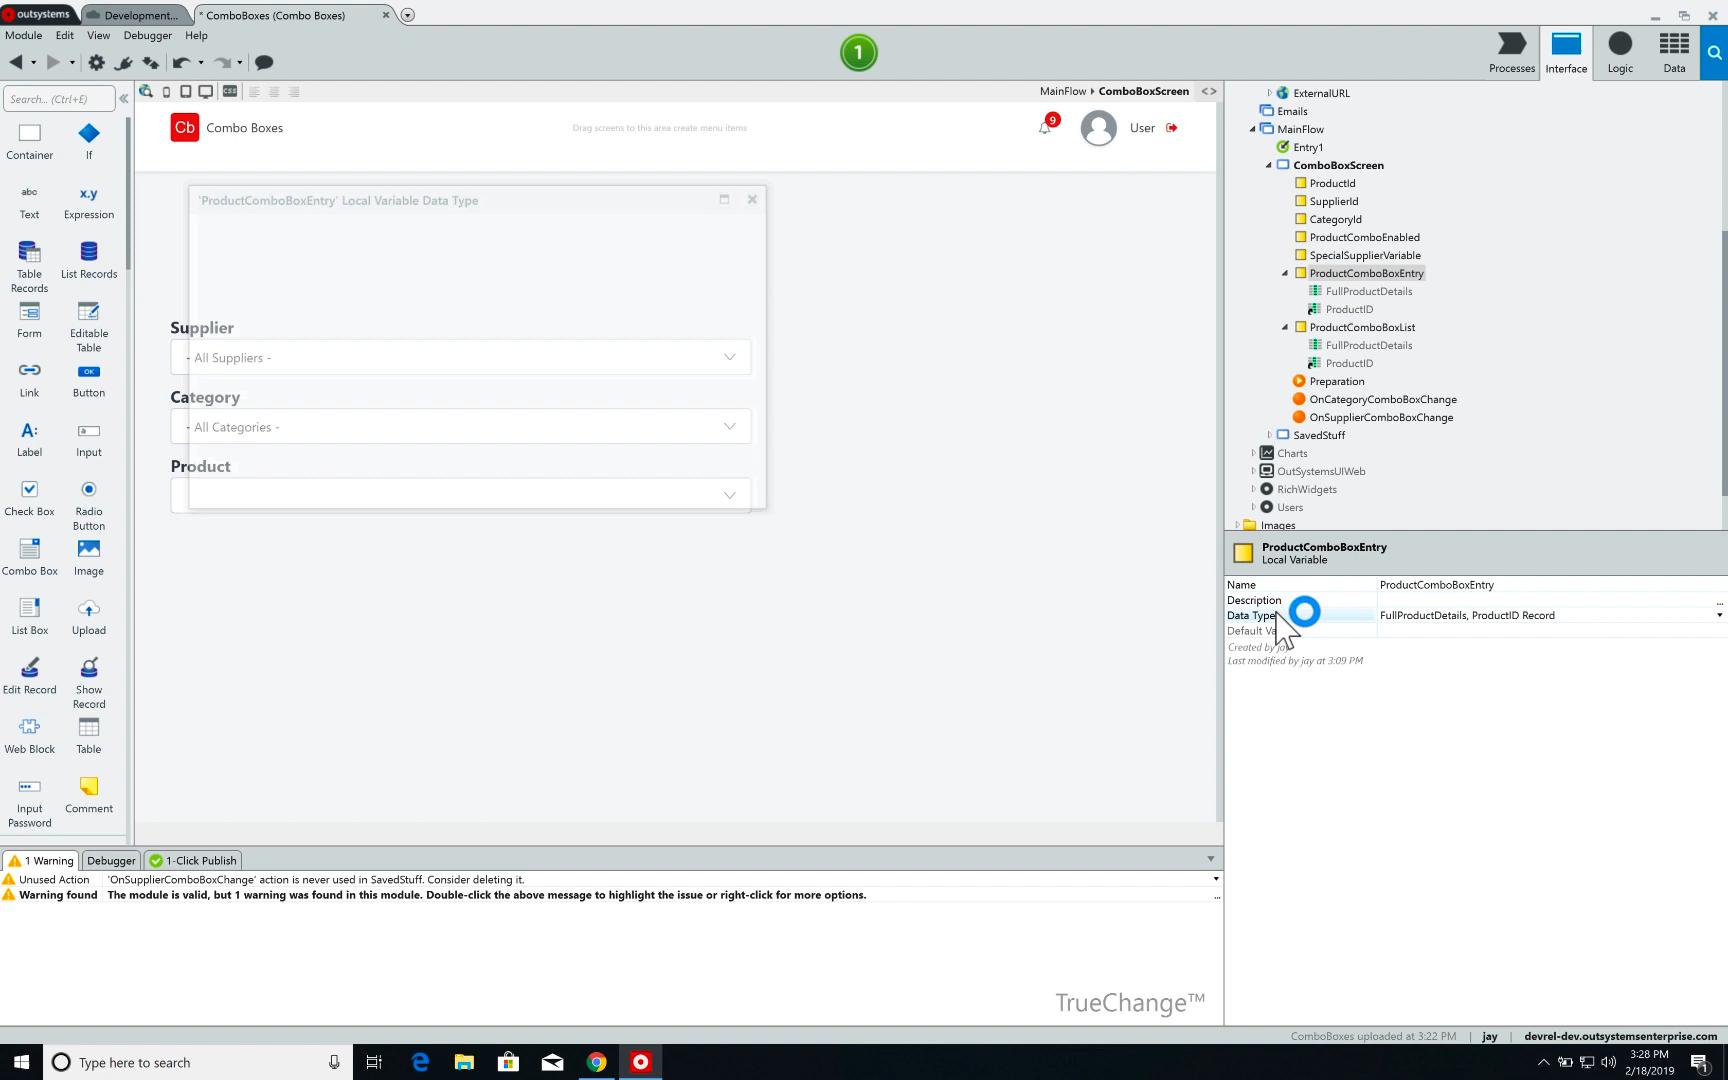 outsystems
Development...
* ComboBoxes (Combo Boxes)
Module
Edit
View
Debugger
Help
1
Processes
Interface
Logic
Data
Search... (Ctrl+E)
MainFlow
ComboBoxScreen
Container
If
abc
Text
x.y
Expression
Table Records
List Records
Form
Editable Table
Link
OK
Button
A:
Label
a
Input
Check Box
Radio Button
Combo Box
Image
List Box
Upload
Edit Record
Show Record
Web Block
Table
Input Password
Comment
CSS
Cb
Combo Boxes
Drag screens to this area create menu items
9
User
'ProductComboBoxEntry' Local Variable Data Type
Supplier
- All Suppliers -
Category
- All Categories -
Product
ExternalURL
Emails
MainFlow
Entry1
ComboBoxScreen
ProductId
SupplierId
CategoryId
ProductComboEnabled
SpecialSupplierVariable
ProductComboBoxEntry
FullProductDetails
ProductID
ProductComboBoxList
FullProductDetails
ProductID
Preparation
OnCategoryComboBoxChange
OnSupplierComboBoxChange
SavedStuff
Charts
OutSystemsUIWeb
RichWidgets
Users
Images
ProductComboBoxEntry
Local Variable
Name ProductComboBoxEntry
Description ...
Data Type FullProductDetails, ProductID Record
Default Va
Created by jay
Last modified by jay at 3:09 PM
1 Warning
Debugger
1-Click Publish
Unused Action 'OnSupplierComboBoxChange' action is never used in SavedStuff. Consider deleting it.
Warning found The module is valid, but 1 warning was found in this module. Double-click the above message to highlight the issue or right-click for more options. ...
TrueChange™
ComboBoxes uploaded at 3:22 PM | jay | devrel-dev.outsystemsenterprise.com
Type here to search
3:28 PM
2/18/2019
1